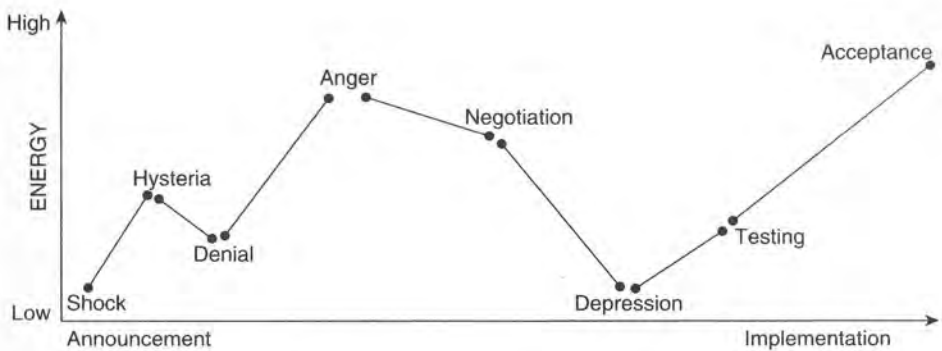 High
Acceptance
Anger
Negotiation
ENERGY
Hysteria
Denial
Testing
Shock
Depression
Low
Announcement
Implementation